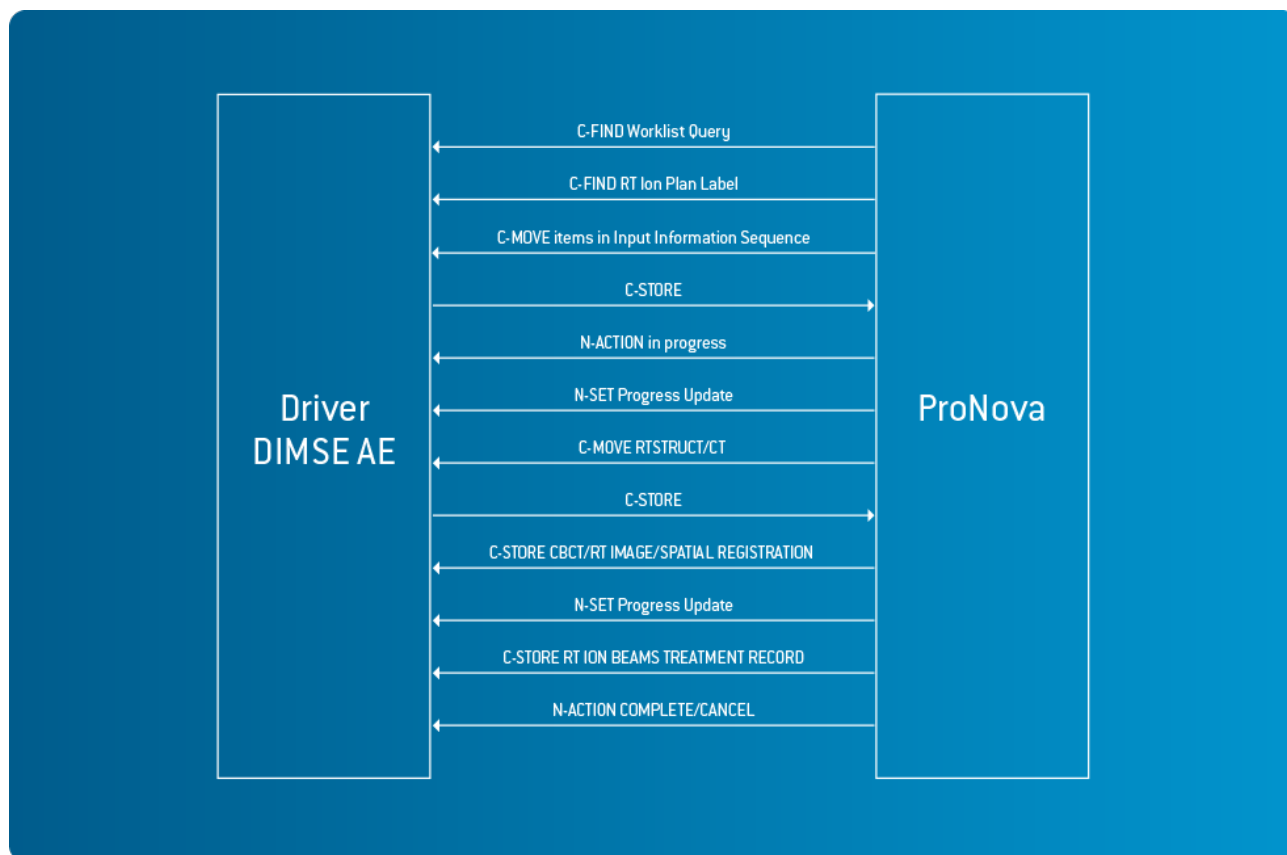 C-FIND Worklist Query
C-FIND RT Ion Plan Label
C-MOVE items in Input Information Sequence
C-STORE
N-ACTION in progress
N-SET Progress Update
Driver
DIMSE AE
ProNova
C-MOVE RTSTRUCT/CT
C-STORE
C-STORE CBCT/RT IMAGE/SPATIAL REGISTRATION
N-SET Progress Update
C-STORE RT ION BEAMS TREATMENT RECORD
N-ACTION COMPLETE/CANCEL